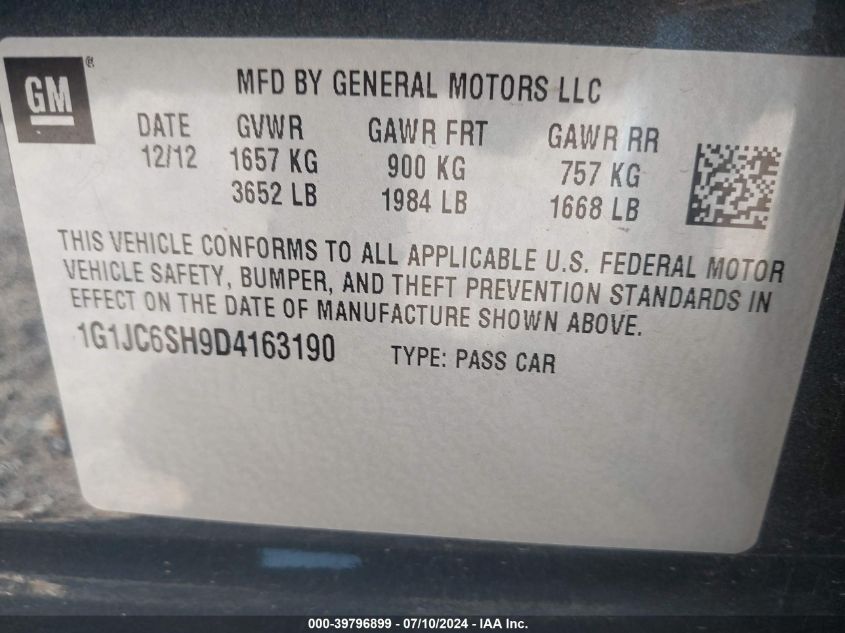 GM®
MFD BY GENERAL MOTORS LLC
DATE GVWR GAWR FRT GAWR RR
12/12 1657 KG 900 KG 757 KG
3652 LB 1984 LB 1668 LB
THIS VEHICLE CONFORMS TO ALL APPLICABLE U.S. FEDERAL MOTOR
VEHICLE SAFETY, BUMPER, AND THEFT PREVENTION STANDARDS IN
EFFECT ON THE DATE OF MANUFACTURE SHOWN ABOVE.
1G1JC6SH9D4163190 TYPE: PASS CAR
000-39796899 / 07/10/2024 - IAA Inc.